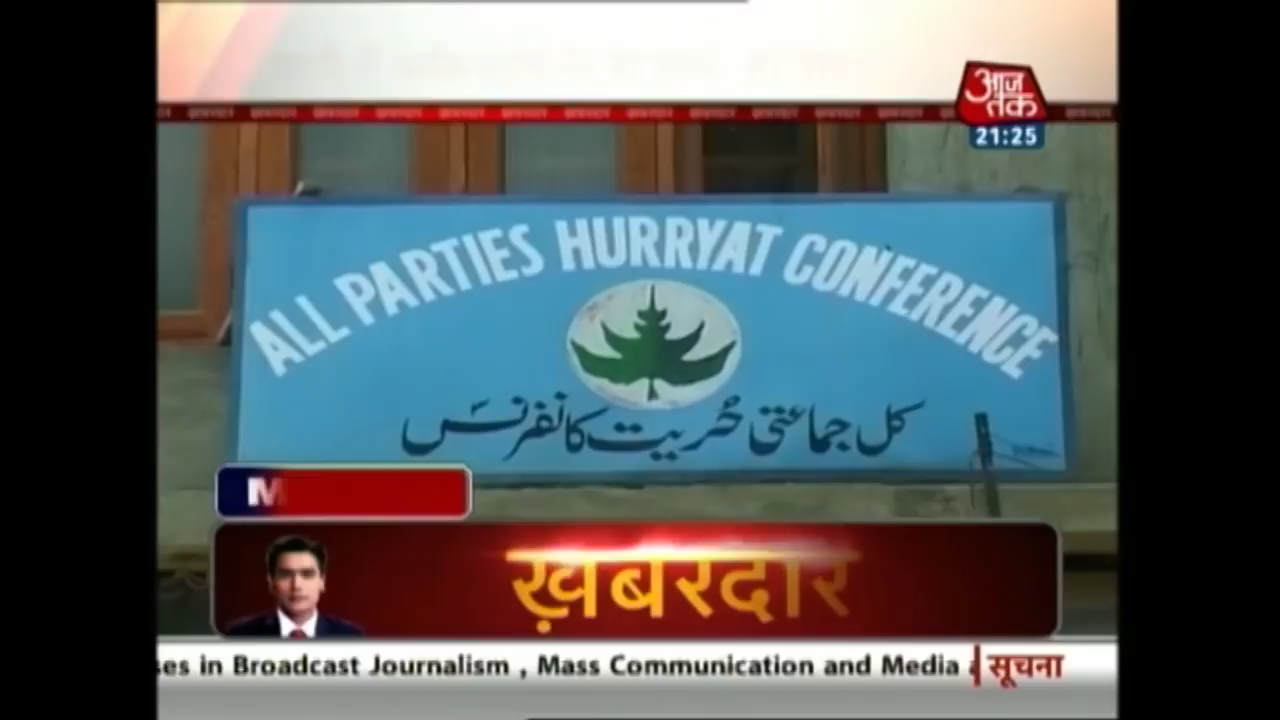 आज
तक
21:25
ALL PARTIES HURRYAT CONFERENCE
کل جماعتی حُریت کانفرنس
M
ख़बरदार
ses in Broadcast Journalism , Mass Communication and Media
सूचना